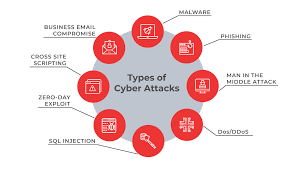 MALWARE
PHISHING
MAN IN THE
MIDDLE ATTACK
Dos/DDoS
SQL INJECTION
ZERO-DAY
EXPLOIT
CROSS SITE
SCRIPTING
BUSINESS EMAIL
COMPROMISE
Types of
Cyber Attacks